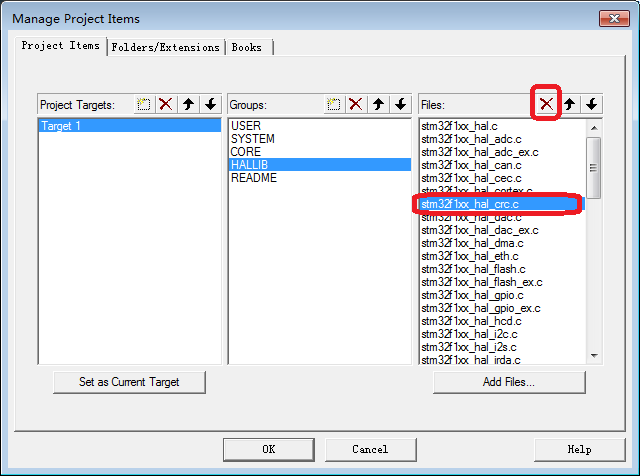 Manage Project Items
Project Items Folders/Extensions Books
Project Targets:
Target 1
Set as Current Target
Groups:
USER
SYSTEM
CORE
HALLIB
README
Files:
stm32f1xx_hal.c
stm32f1xx_hal_adc.c
stm32f1xx_hal_adc_ex.c
stm32f1xx_hal_can.c
stm32f1xx_hal_cec.c
stm32f1xx_hal_cortex.c
stm32f1xx_hal_crc.c
stm32f1xx_hal_dac.c
stm32f1xx_hal_dac_ex.c
stm32f1xx_hal_dma.c
stm32f1xx_hal_eth.c
stm32f1xx_hal_flash.c
stm32f1xx_hal_flash_ex.c
stm32f1xx_hal_gpio.c
stm32f1xx_hal_gpio_ex.c
stm32f1xx_hal_hcd.c
stm32f1xx_hal_i2c.c
stm32f1xx_hal_i2s.c
stm32f1xx_hal_irda.c
Add Files...
OK Cancel Help